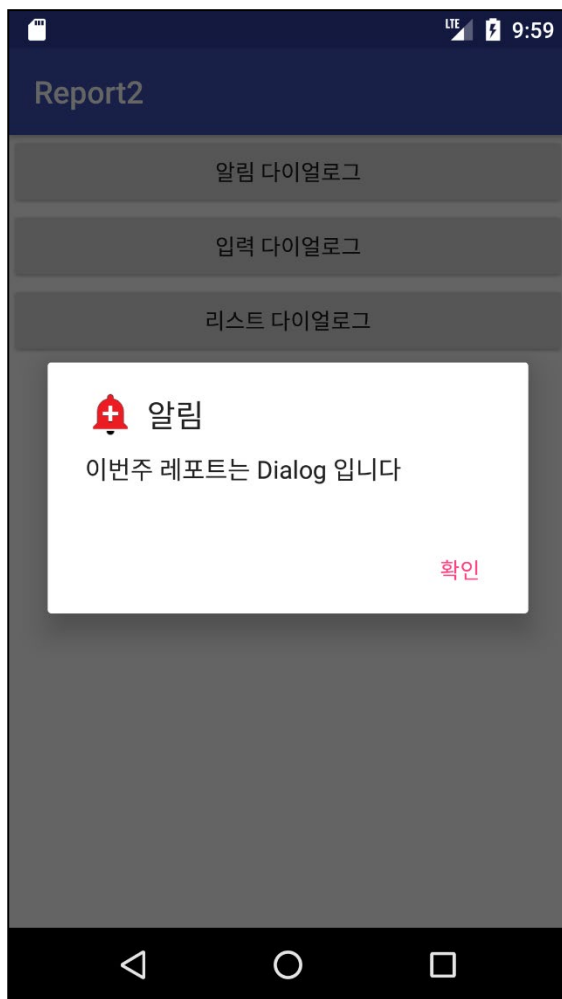 LTE 9:59
Report2
알림 다이얼로그
입력 다이얼로그
리스트 다이얼로그
알림
이번주 레포트는 Dialog 입니다
확인